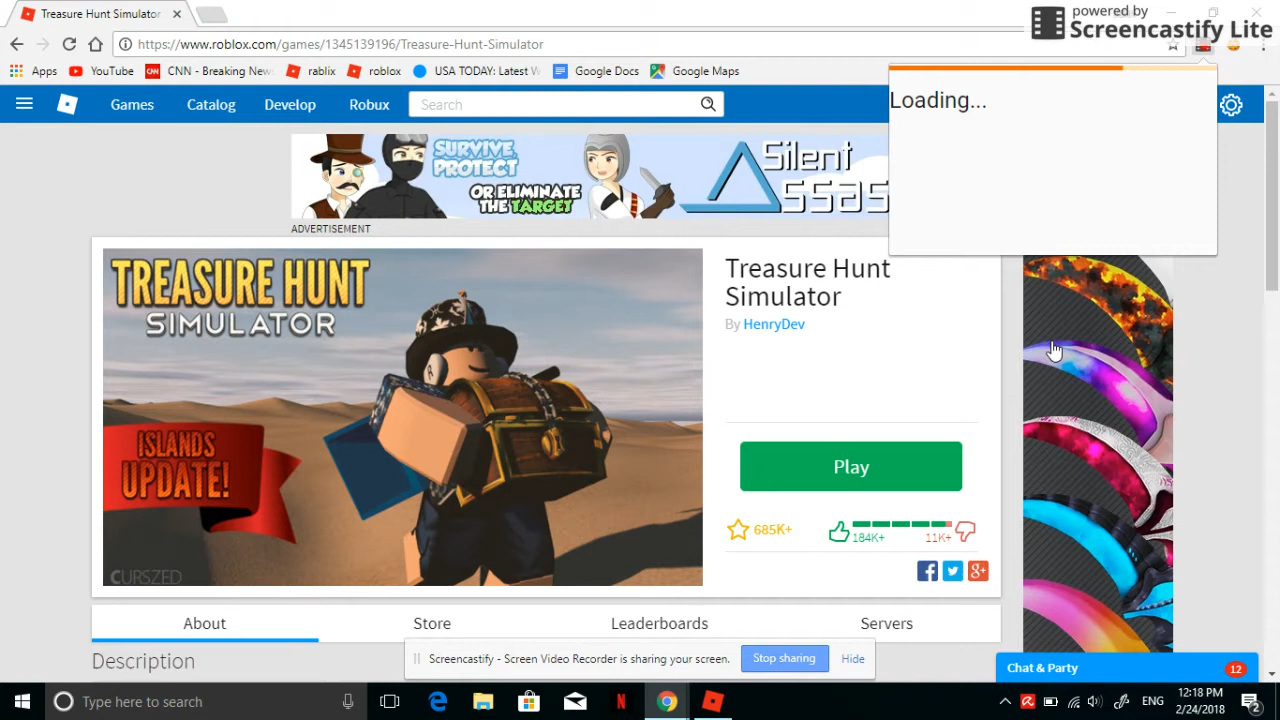 powered by
Screencastify Lite
Treasure Hunt Simulator
https://www.roblox.com/games/1345139196/Treasure-Hunt-Simulator
Apps YouTube CNN - Breaking New rablix roblox USA TODAY: Latest W Google Docs Google Maps
Loading...
Games Catalog Develop Robux Search
SURVIVE
PROTECT
OR ELIMINATE
THE TARGET
Silent
Assas
ADVERTISEMENT
TREASURE HUNT
SIMULATOR
ISLANDS
UPDATE!
CURSZED
Treasure Hunt
Simulator
By HenryDev
Play
685K+ 184K+ 11K+
About Store Leaderboards Servers
Description
Screencastify - Screen Video Recorder is sharing your screen. Stop sharing Hide
Chat & Party 12
Type here to search
ENG
12:18 PM
2/24/2018
2